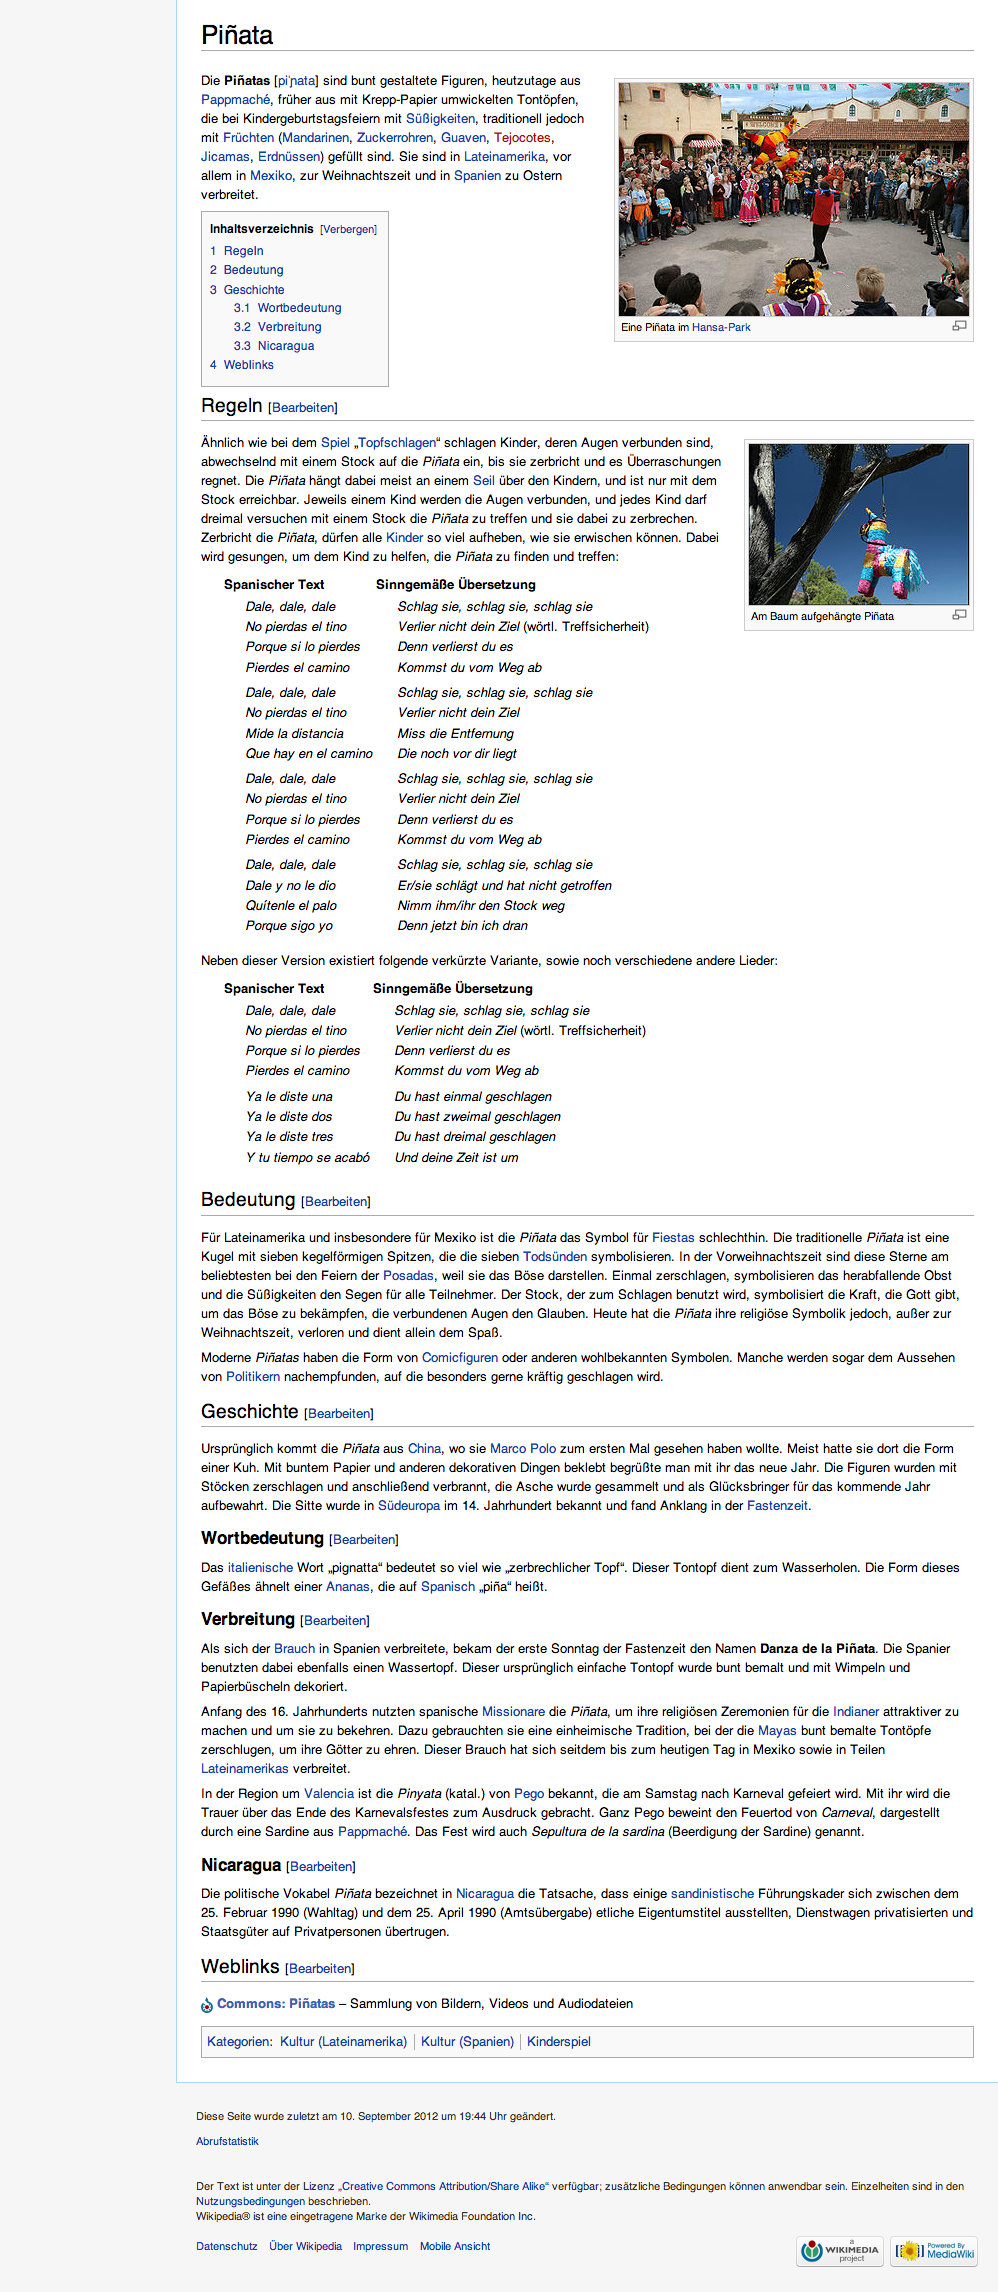 Piñata
Die Piñatas [piˈɲata] sind bunt gestaltete Figuren, heutzutage aus
Pappmaché, früher aus mit Krepp-Papier umwickelten Tontöpfen,
die bei Kindergeburtstagsfeiern mit Süßigkeiten, traditionell jedoch
mit Früchten (Mandarinen, Zuckerrohren, Guaven, Tejocotes,
Jicamas, Erdnüssen) gefüllt sind. Sie sind in Lateinamerika, vor
allem in Mexiko, zur Weihnachtszeit und in Spanien zu Ostern
verbreitet.
Eine Piñata im Hansa-Park
Inhaltsverzeichnis [Verbergen]
1 Regeln
2 Bedeutung
3 Geschichte
3.1 Wortbedeutung
3.2 Verbreitung
3.3 Nicaragua
4 Weblinks
Regeln [Bearbeiten]
Ähnlich wie bei dem Spiel „Topfschlagen“ schlagen Kinder, deren Augen verbunden sind,
abwechselnd mit einem Stock auf die Piñata ein, bis sie zerbricht und es Überraschungen
regnet. Die Piñata hängt dabei meist an einem Seil über den Kindern, und ist nur mit dem
Stock erreichbar. Jeweils einem Kind werden die Augen verbunden, und jedes Kind darf
dreimal versuchen mit einem Stock die Piñata zu treffen und sie dabei zu zerbrechen.
Zerbricht die Piñata, dürfen alle Kinder so viel aufheben, wie sie erwischen können. Dabei
wird gesungen, um dem Kind zu helfen, die Piñata zu finden und treffen:
Am Baum aufgehängte Piñata
Spanischer Text Sinngemäße Übersetzung
Dale, dale, dale Schlag sie, schlag sie, schlag sie
No pierdas el tino Verlier nicht dein Ziel (wörtl. Treffsicherheit)
Porque si lo pierdes Denn verlierst du es
Pierdes el camino Kommst du vom Weg ab
Dale, dale, dale Schlag sie, schlag sie, schlag sie
No pierdas el tino Verlier nicht dein Ziel
Mide la distancia Miss die Entfernung
Que hay en el camino Die noch vor dir liegt
Dale, dale, dale Schlag sie, schlag sie, schlag sie
No pierdas el tino Verlier nicht dein Ziel
Porque si lo pierdes Denn verlierst du es
Pierdes el camino Kommst du vom Weg ab
Dale, dale, dale Schlag sie, schlag sie, schlag sie
Dale y no le dio Er/sie schlägt und hat nicht getroffen
Quítenle el palo Nimm ihm/ihr den Stock weg
Porque sigo yo Denn jetzt bin ich dran
Neben dieser Version existiert folgende verkürzte Variante, sowie noch verschiedene andere Lieder:
Spanischer Text Sinngemäße Übersetzung
Dale, dale, dale Schlag sie, schlag sie, schlag sie
No pierdas el tino Verlier nicht dein Ziel (wörtl. Treffsicherheit)
Porque si lo pierdes Denn verlierst du es
Pierdes el camino Kommst du vom Weg ab
Ya le diste una Du hast einmal geschlagen
Ya le diste dos Du hast zweimal geschlagen
Ya le diste tres Du hast dreimal geschlagen
Y tu tiempo se acabó Und deine Zeit ist um
Bedeutung [Bearbeiten]
Für Lateinamerika und insbesondere für Mexiko ist die Piñata das Symbol für Fiestas schlechthin. Die traditionelle Piñata ist eine
Kugel mit sieben kegelförmigen Spitzen, die die sieben Todsünden symbolisieren. In der Vorweihnachtszeit sind diese Sterne am
beliebtesten bei den Feiern der Posadas, weil sie das Böse darstellen. Einmal zerschlagen, symbolisieren das herabfallende Obst
und die Süßigkeiten den Segen für alle Teilnehmer. Der Stock, der zum Schlagen benutzt wird, symbolisiert die Kraft, die Gott gibt,
um das Böse zu bekämpfen, die verbundenen Augen den Glauben. Heute hat die Piñata ihre religiöse Symbolik jedoch, außer zur
Weihnachtszeit, verloren und dient allein dem Spaß.
Moderne Piñatas haben die Form von Comicfiguren oder anderen wohlbekannten Symbolen. Manche werden sogar dem Aussehen
von Politikern nachempfunden, auf die besonders gerne kräftig geschlagen wird.
Geschichte [Bearbeiten]
Ursprünglich kommt die Piñata aus China, wo sie Marco Polo zum ersten Mal gesehen haben wollte. Meist hatte sie dort die Form
einer Kuh. Mit buntem Papier und anderen dekorativen Dingen beklebt begrüßte man mit ihr das neue Jahr. Die Figuren wurden mit
Stöcken zerschlagen und anschließend verbrannt, die Asche wurde gesammelt und als Glücksbringer für das kommende Jahr
aufbewahrt. Die Sitte wurde in Südeuropa im 14. Jahrhundert bekannt und fand Anklang in der Fastenzeit.
Wortbedeutung [Bearbeiten]
Das italienische Wort „pignatta“ bedeutet so viel wie „zerbrechlicher Topf“. Dieser Tontopf dient zum Wasserholen. Die Form dieses
Gefäßes ähnelt einer Ananas, die auf Spanisch „piña“ heißt.
Verbreitung [Bearbeiten]
Als sich der Brauch in Spanien verbreitete, bekam der erste Sonntag der Fastenzeit den Namen Danza de la Piñata. Die Spanier
benutzten dabei ebenfalls einen Wassertopf. Dieser ursprünglich einfache Tontopf wurde bunt bemalt und mit Wimpeln und
Papierbüscheln dekoriert.
Anfang des 16. Jahrhunderts nutzten spanische Missionare die Piñata, um ihre religiösen Zeremonien für die Indianer attraktiver zu
machen und um sie zu bekehren. Dazu gebrauchten sie eine einheimische Tradition, bei der die Mayas bunt bemalte Tontöpfe
zerschlugen, um ihre Götter zu ehren. Dieser Brauch hat sich seitdem bis zum heutigen Tag in Mexiko sowie in Teilen
Lateinamerikas verbreitet.
In der Region um Valencia ist die Pinyata (katal.) von Pego bekannt, die am Samstag nach Karneval gefeiert wird. Mit ihr wird die
Trauer über das Ende des Karnevalsfestes zum Ausdruck gebracht. Ganz Pego beweint den Feuertod von Carneval, dargestellt
durch eine Sardine aus Pappmaché. Das Fest wird auch Sepultura de la sardina (Beerdigung der Sardine) genannt.
Nicaragua [Bearbeiten]
Die politische Vokabel Piñata bezeichnet in Nicaragua die Tatsache, dass einige sandinistische Führungskader sich zwischen dem
25. Februar 1990 (Wahltag) und dem 25. April 1990 (Amtsübergabe) etliche Eigentumstitel ausstellten, Dienstwagen privatisierten und
Staatsgüter auf Privatpersonen übertrugen.
Weblinks [Bearbeiten]
Commons: Piñatas – Sammlung von Bildern, Videos und Audiodateien
Kategorien: Kultur (Lateinamerika) | Kultur (Spanien) | Kinderspiel
Diese Seite wurde zuletzt am 10. September 2012 um 19:44 Uhr geändert.
Abrufstatistik
Der Text ist unter der Lizenz „Creative Commons Attribution/Share Alike“ verfügbar; zusätzliche Bedingungen können anwendbar sein. Einzelheiten sind in den
Nutzungsbedingungen beschrieben.
Wikipedia® ist eine eingetragene Marke der Wikimedia Foundation Inc.
Datenschutz Über Wikipedia Impressum Mobile Ansicht
a WIKIMEDIA project
Powered By MediaWiki